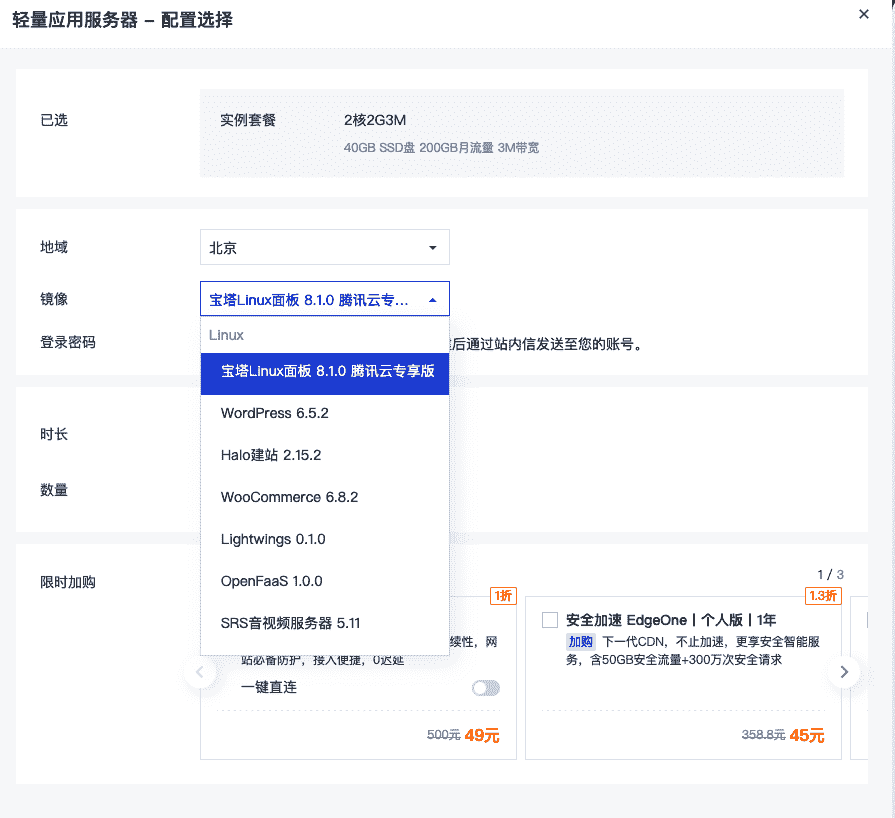 轻量应用服务器 – 配置选择
已选
实例套餐
2核2G3M
40GB SSD盘 200GB月流量 3M带宽
地域
北京
镜像
宝塔Linux面板 8.1.0 腾讯云专...
登录密码
后通过站内信发送至您的账号。
Linux
宝塔Linux面板 8.1.0 腾讯云专享版
WordPress 6.5.2
Halo建站 2.15.2
WooCommerce 6.8.2
Lightwings 0.1.0
OpenFaaS 1.0.0
SRS音视频服务器 5.11
时长
数量
限时加购
1 / 3
1折
续性，网
站必备防护，接入便捷，0迟延
一键直连
500元 49元
1.3折
安全加速 EdgeOne丨个人版丨1年
加购 下一代CDN，不止加速，更享安全智能服
务，含50GB安全流量+300万次安全请求
358.8元 45元